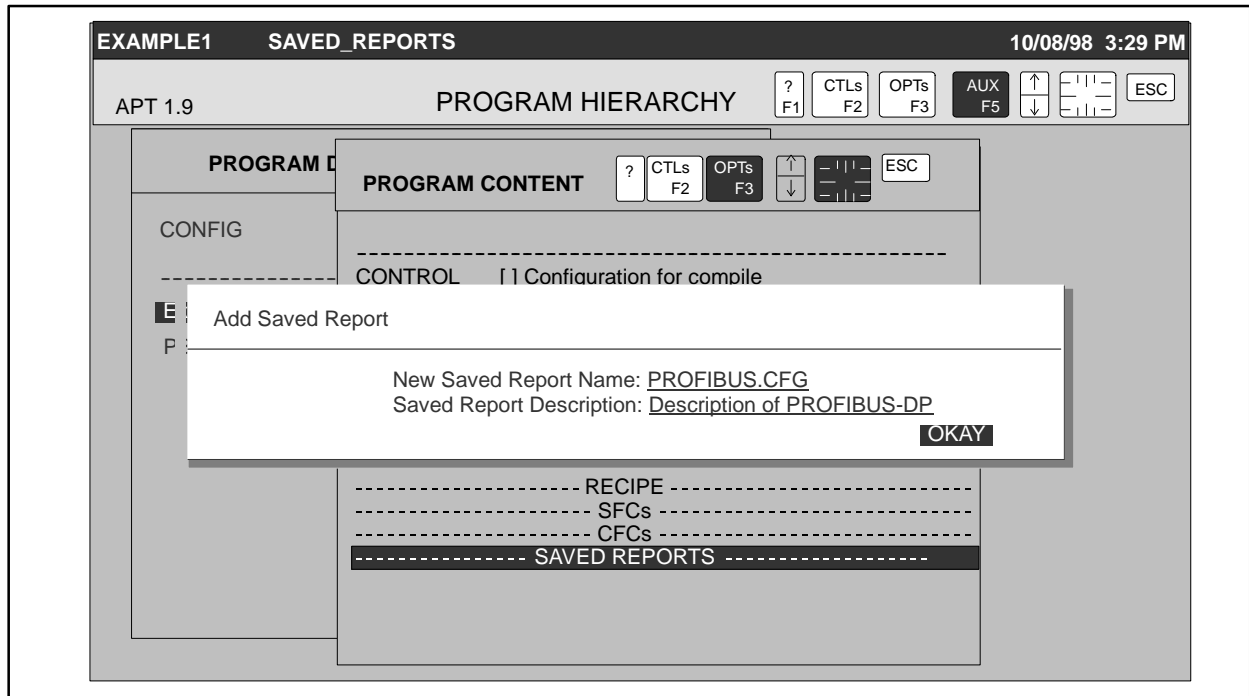 EXAMPLE1 SAVED_REPORTS 10/08/98 3:29 PM
APT 1.9 PROGRAM HIERARCHY ? F1 CTLs F2 OPTs F3 AUX F5 ESC
PROGRAM
PROGRAM CONTENT ? CTLs F2 OPTs F3 ESC
CONFIG
CONTROL [ ] Configuration for compile
E
P
Add Saved Report
New Saved Report Name: PROFIBUS.CFG
Saved Report Description: Description of PROFIBUS-DP
OKAY
RECIPE
SFCs
CFCs
SAVED REPORTS